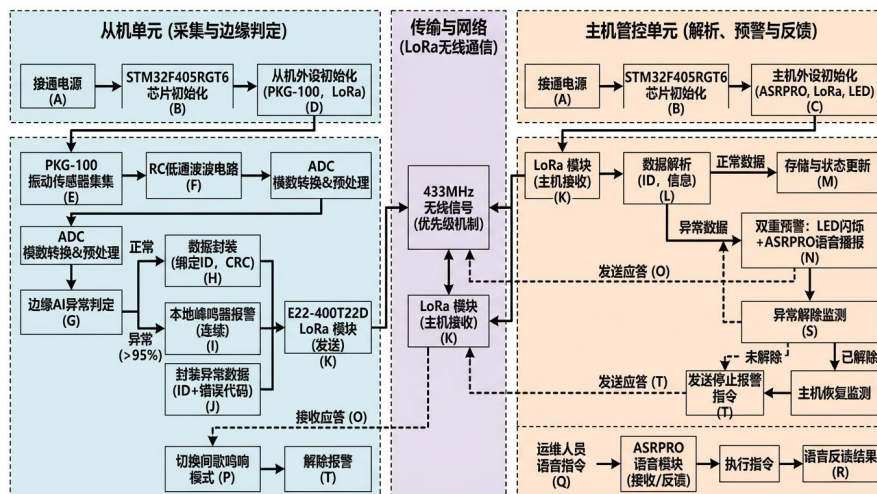 从机单元 (采集与边缘判定)
接通电源
(A)
STM32F405RGT6
芯片初始化
(B)
从机外设初始化
(PKG-100, LoRa)
(D)
PKG-100
振动传感器集集
(E)
RC低通波波电路
(F)
ADC
模数转换&预处理
ADC
模数转换&预处理
边缘AI异常判定
(G)
正常
异常
(>95%)
数据封装
(绑定ID, CRC)
(H)
本地峰鸣器报警
(连续)
(I)
封装异常数据
(ID+错误代码)
(J)
E22-400T22D
LoRa 模块
(发送)
(K)
接收应答 (O)
切换间歌鸣响
模式 (P)
解除报警
(T)
传输与网络
(LoRa无线通信)
433MHz
无线信号
(优先级机制)
LoRa 模块
(主机接收)
(K)
主机管控单元 (解析、预警与反馈)
接通电源
(A)
STM32F405RGT6
芯片初始化
(B)
主机外设初始化
(ASRPRO, LoRa, LED)
(C)
LoRa 模块
(主机接收)
(K)
数据解析
(ID, 信息)
(L)
正常数据
存储与状态更新
(M)
异常数据
双重预警: LED闪烁
+ASRPRO语音播报
(N)
发送应答 (O)
异常解除监测
(S)
未解除
已解除
发送应答 (T)
发送停止报警
指令
(T)
主机恢复监测
运维人员
语音指令
(Q)
ASRPRO
语音模块
(接收/反馈)
执行指令
语音反读结果
(R)